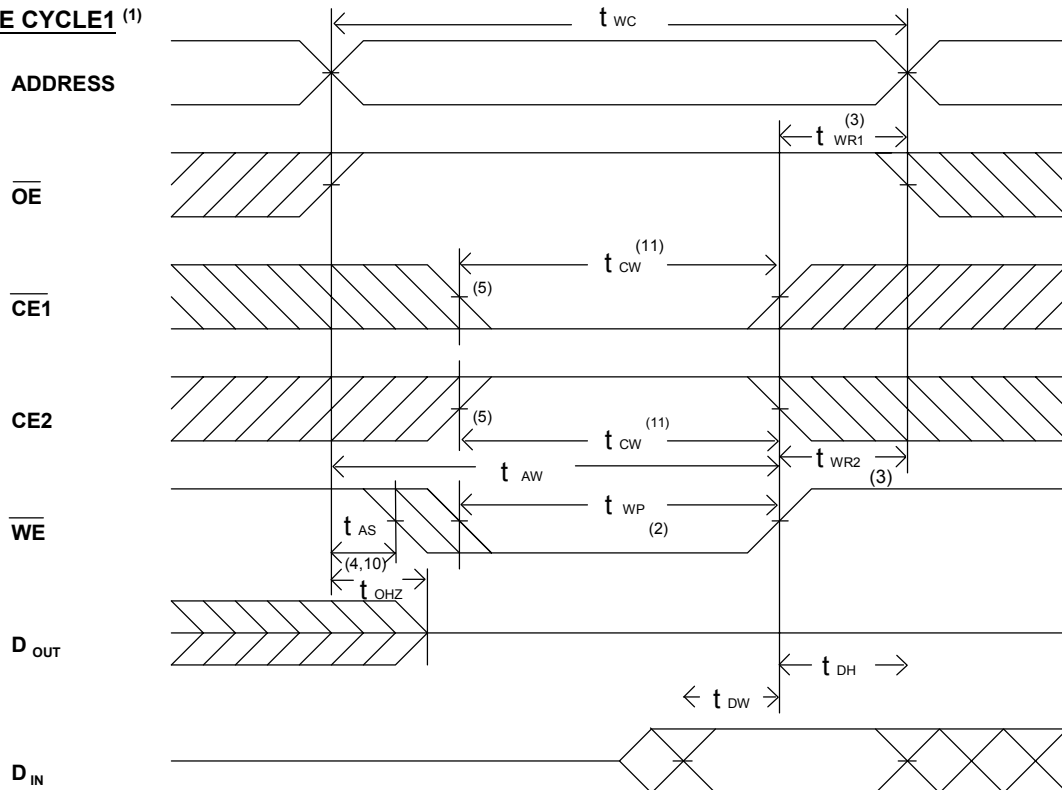 E CYCLE1 (1)
t WC
ADDRESS
t WR1 (3)
OE
t CW (11)
CE1
(5)
CE2
(5)
t CW (11)
t WR2 (3)
t AW
WE
t AS
t WP (2)
(4,10)
t OHZ
D OUT
t DH
t DW
D IN